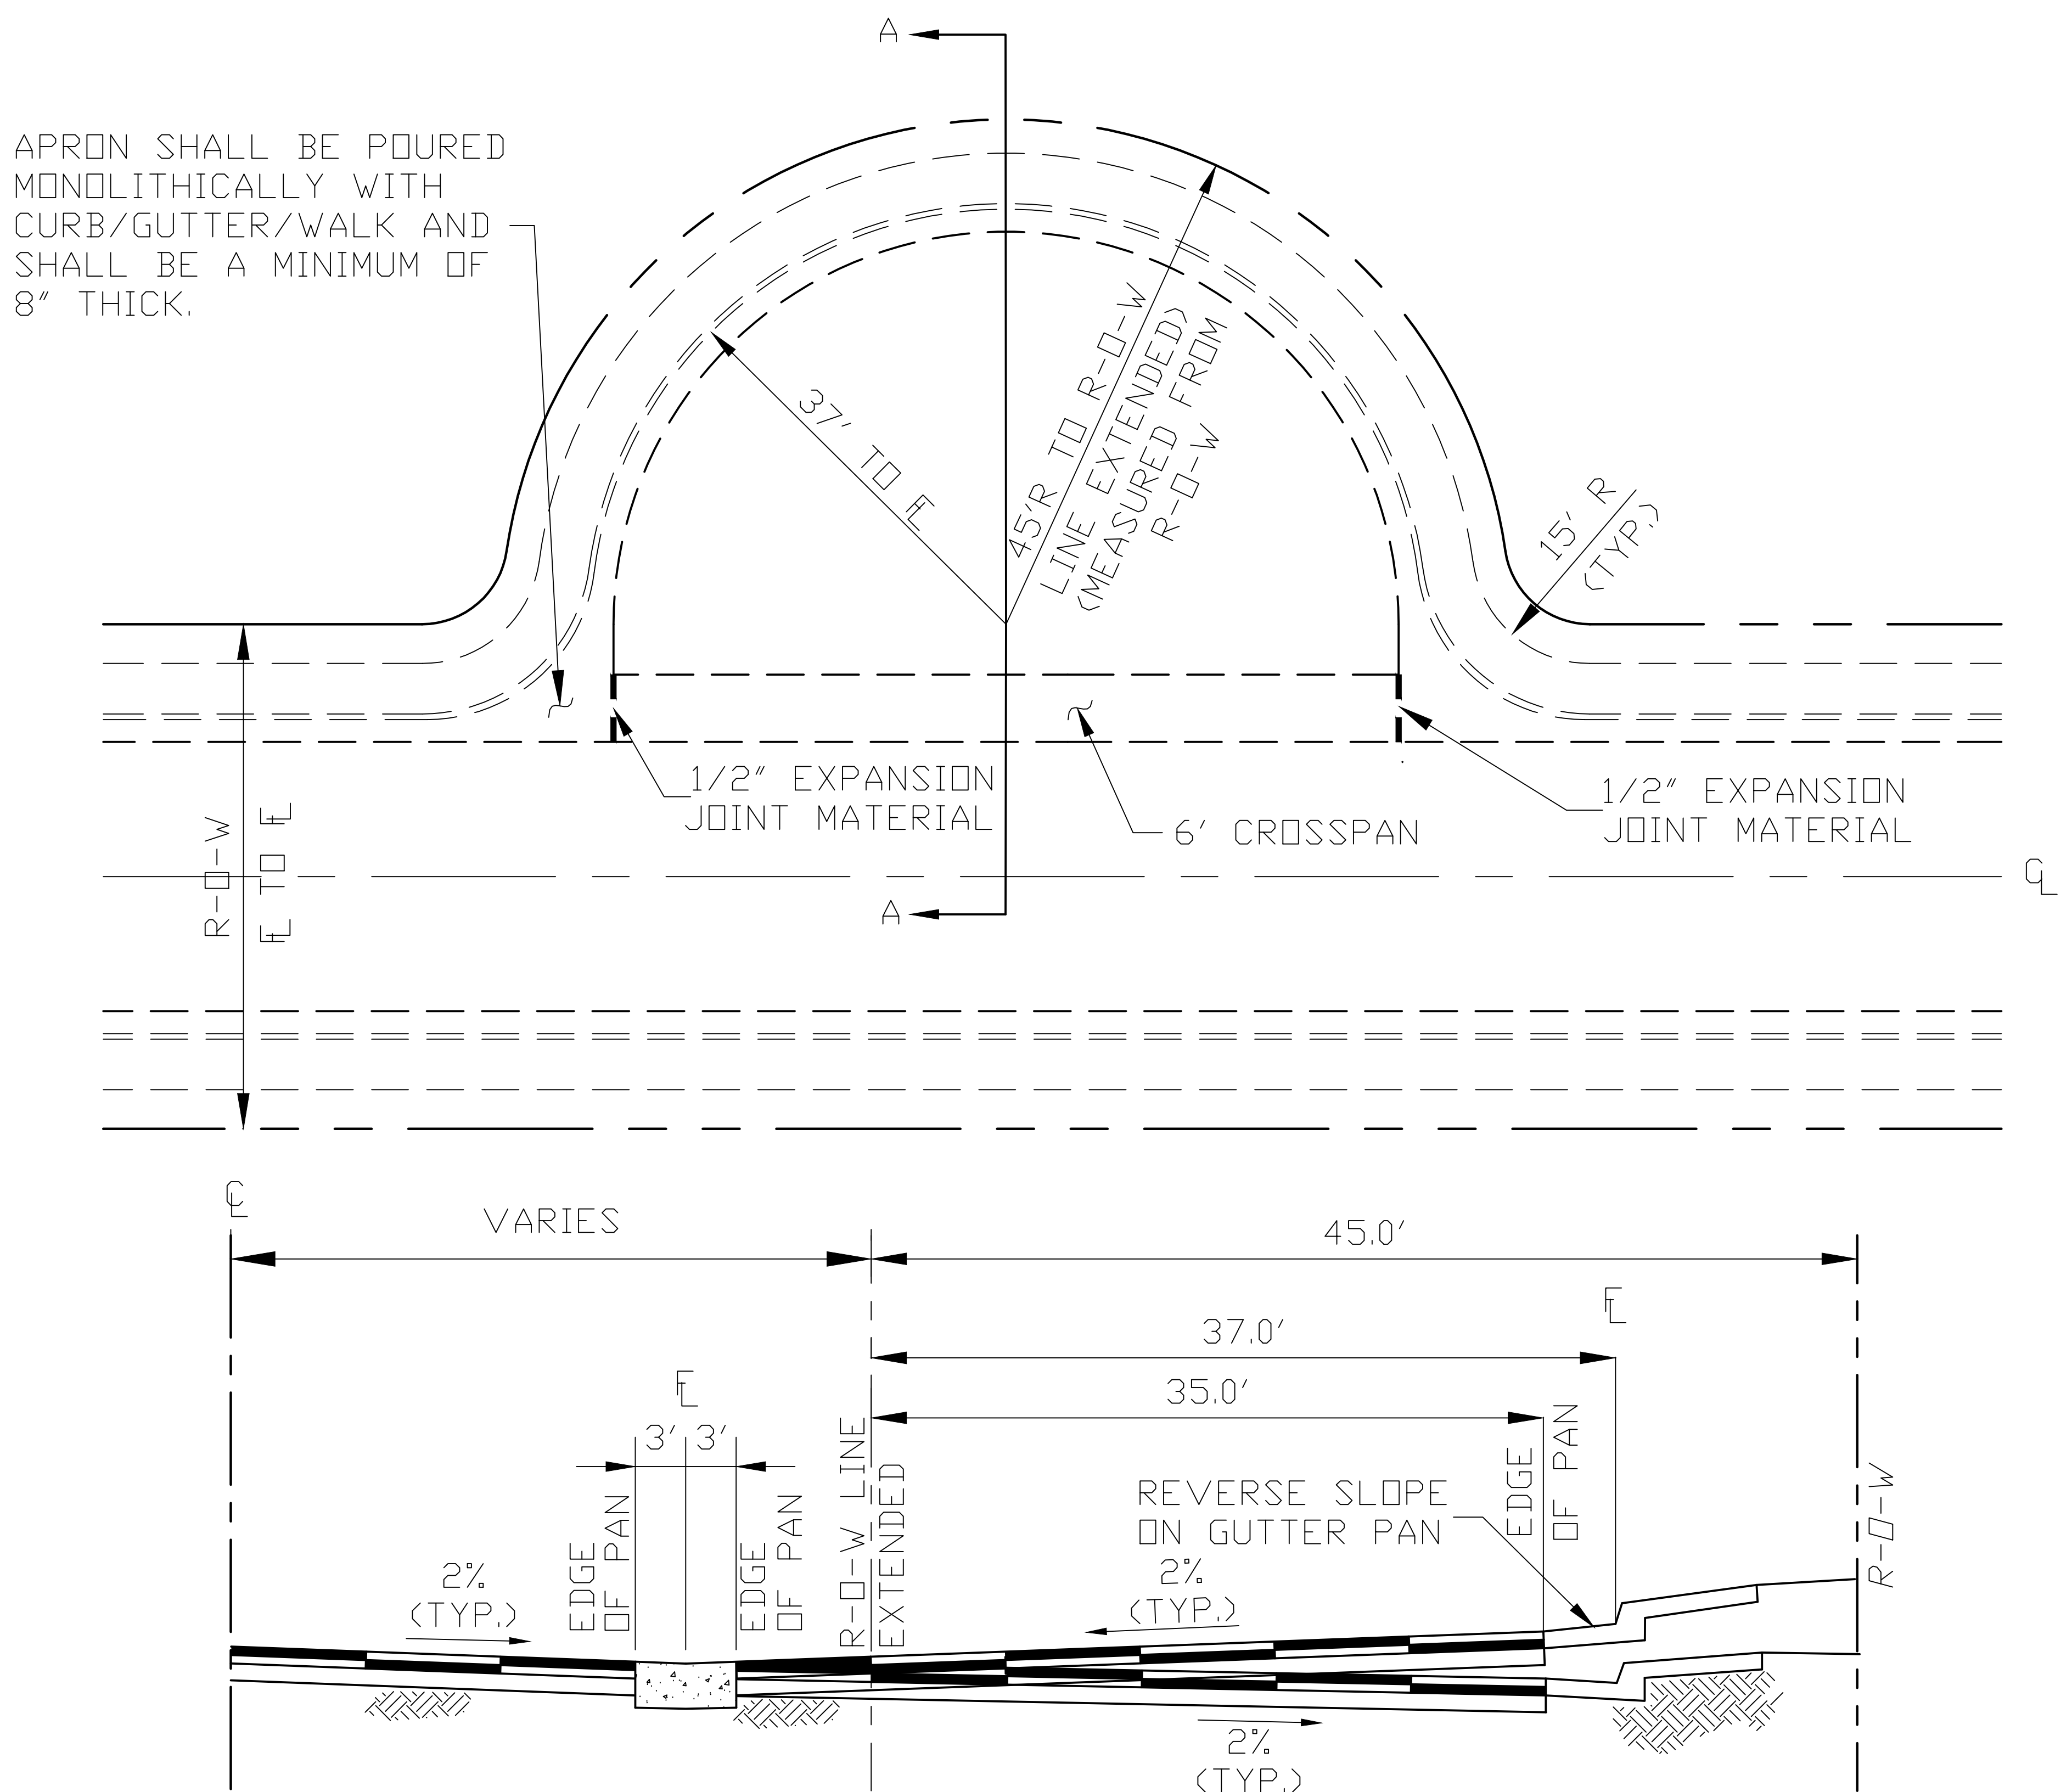 A
APRON SHALL BE POURED
MONOLITHICALLY WITH
CURB/GUTTER/WALK AND
SHALL BE A MINIMUM OF
8" THICK.
37' TO FL
45'R TO R-O-W
LINE EXTENDED)
(MEASURED FROM
R-O-W
15' R
(TYP.)
1/2" EXPANSION
JOINT MATERIAL
6' CROSSPAN
1/2" EXPANSION
JOINT MATERIAL
R-O-W
FL TO FL
CL
A
CL
VARIES
45.0'
FL
37.0'
FL
35.0'
3' 3'
EDGE
OF PAN
EDGE
OF PAN
R-O-W LINE
EXTENDED
REVERSE SLOPE
ON GUTTER PAN
EDGE
OF PAN
R-O-W
2%
(TYP.)
2%
(TYP.)
2%
(TYP.)